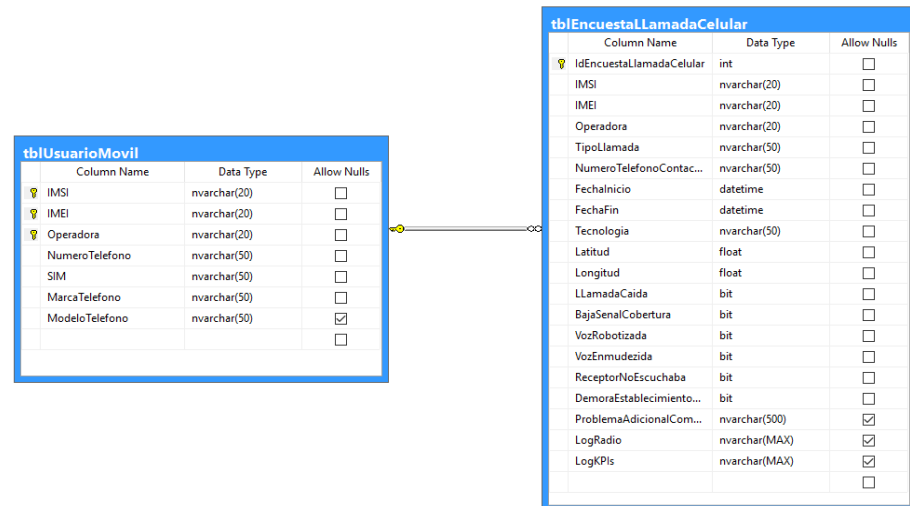 tblUsuarioMovil
Column Name Data Type Allow Nulls
IMSI nvarchar(20)
IMEI nvarchar(20)
Operadora nvarchar(20)
NumeroTelefono nvarchar(50)
SIM nvarchar(50)
MarcaTelefono nvarchar(50)
ModeloTelefono nvarchar(50)
tblEncuestaLLamadaCelular
Column Name Data Type Allow Nulls
IdEncuestaLlamadaCelular int
IMSI nvarchar(20)
IMEI nvarchar(20)
Operadora nvarchar(20)
TipoLlamada nvarchar(50)
NumeroTelefonoContac... nvarchar(50)
FechaInicio datetime
FechaFin datetime
Tecnologia nvarchar(50)
Latitud float
Longitud float
LLamadaCaida bit
BajaSenalCobertura bit
VozRobotizada bit
VozEnmudezida bit
ReceptorNoEscuchaba bit
DemoraEstablecimiento... bit
ProblemaAdicionalCom... nvarchar(500)
LogRadio nvarchar(MAX)
LogKPIs nvarchar(MAX)